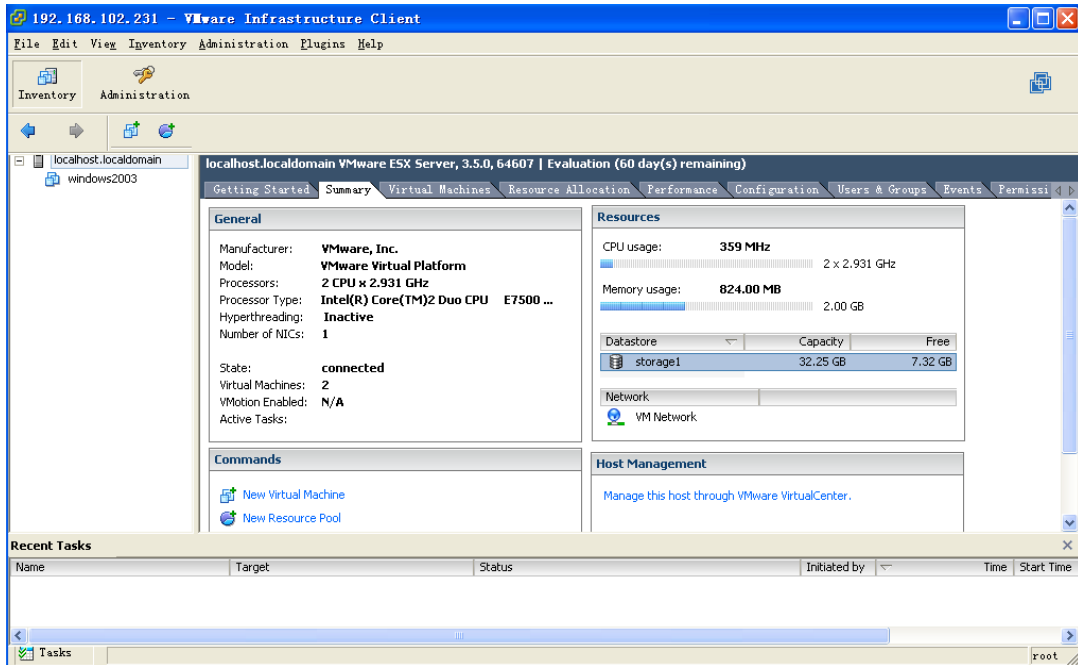 192.168.102.231 - VMware Infrastructure Client
File Edit View Inventory Administration Plugins Help
Inventory Administration
localhost.localdomain
windows2003
localhost.localdomain VMware ESX Server, 3.5.0, 64607 | Evaluation (60 day(s) remaining)
Getting Started Summary Virtual Machines Resource Allocation Performance Configuration Users & Groups Events Permissi
General
Manufacturer: VMware, Inc.
Model: VMware Virtual Platform
Processors: 2 CPU x 2.931 GHz
Processor Type: Intel(R) Core(TM)2 Duo CPU E7500 ...
Hyperthreading: Inactive
Number of NICs: 1
State: connected
Virtual Machines: 2
VMotion Enabled: N/A
Active Tasks:
Resources
CPU usage: 359 MHz
2 x 2.931 GHz
Memory usage: 824.00 MB
2.00 GB
Datastore Capacity Free
storage1 32.25 GB 7.32 GB
Network
VM Network
Commands
New Virtual Machine
New Resource Pool
Host Management
Manage this host through VMware VirtualCenter.
Recent Tasks
Name Target Status Initiated by Time Start Time
Tasks root